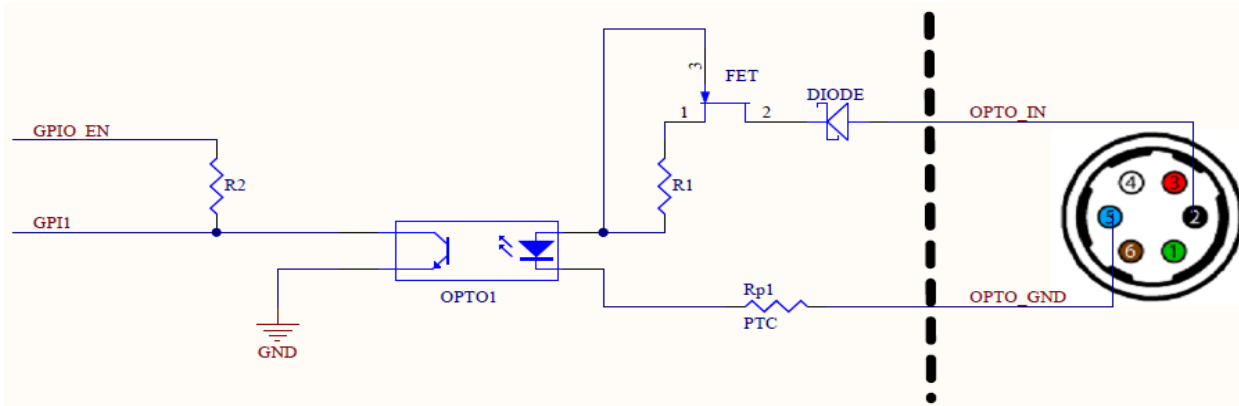 3
FET
DIODE
1
2
OPTO_IN
GPIO_EN
R2
R1
4
3
GPI1
5
2
6
1
OPTO1
Rp1
OPTO_GND
PTC
GND